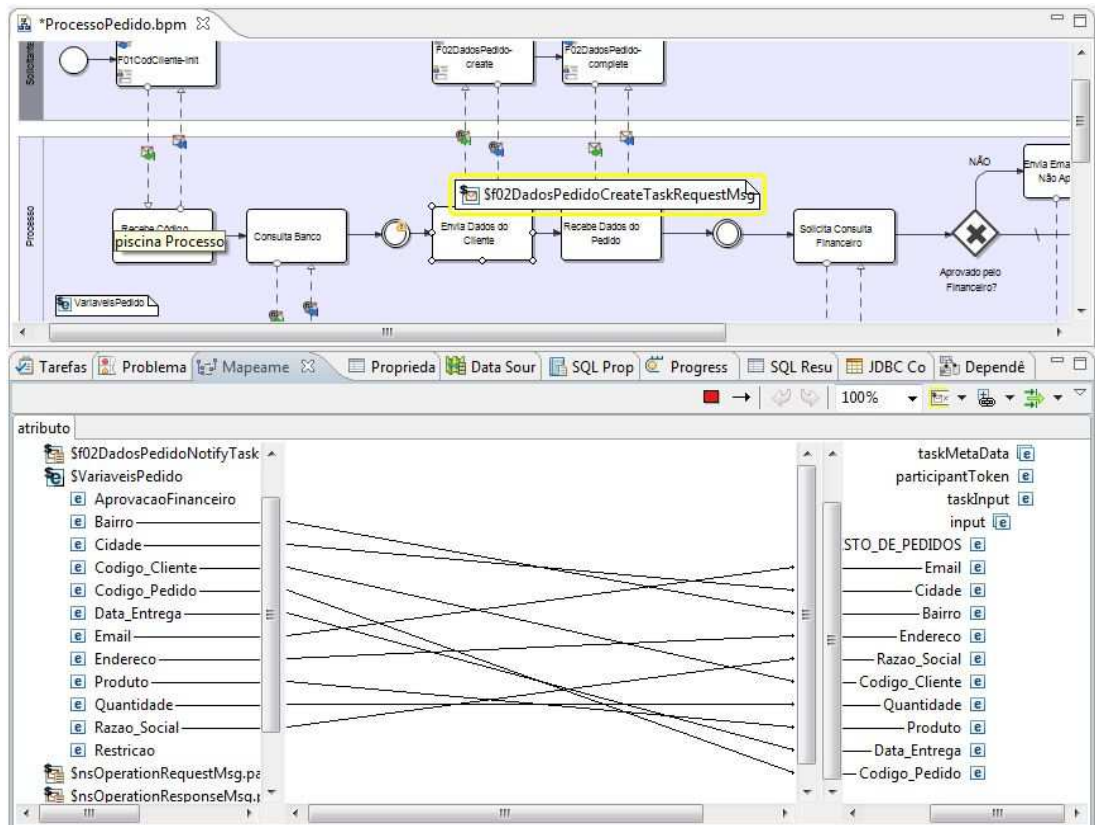 *ProcessoPedido.bpm
Solicitante
F01CodCliente-Init
F02DadosPedido-
create
F02DadosPedido-
complete
Processo
Recebe Código
piscina Processo
Consulta Banco
$f02DadosPedidoCreateTaskRequestMsg
Envia Dados do
Cliente
Recebe Dados do
Pedido
Solicita Consulta
Financeiro
NÃO
Envia Ema
Não Ap
Aprovado pelo
Financeiro?
VariaveisPedido
Tarefas
Problema
Mapeame
Proprieda
Data Sour
SQL Prop
Progress
SQL Resu
JDBC Co
Dependê
100%
atributo
$f02DadosPedidoNotifyTask
$VariaveisPedido
AprovacaoFinanceiro
Bairro
Cidade
Codigo_Cliente
Codigo_Pedido
Data_Entrega
Email
Endereco
Produto
Quantidade
Razao_Social
Restricao
$nsOperationRequestMsg.pa
$nsOperationResponseMsg.
taskMetaData
participantToken
taskInput
input
STO_DE_PEDIDOS
Email
Cidade
Bairro
Endereco
Razao_Social
Codigo_Cliente
Quantidade
Produto
Data_Entrega
Codigo_Pedido